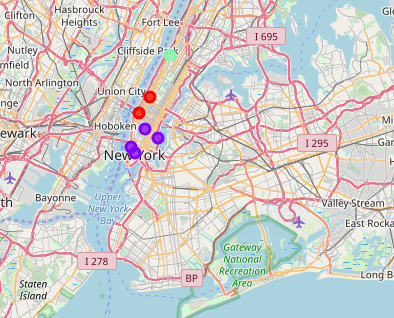 Clifton
Hasbrouck
Heights
Fort Lee
I 695
Nutley
Cliffside Park
North Arlington
Union City
Hoboken
New York
I 295
Bayonne
Upper
New York
Bay
Valley Stream
East Rocka
Gateway
National
Recreation
Area
I 278
BP
Long B
Staten
Island